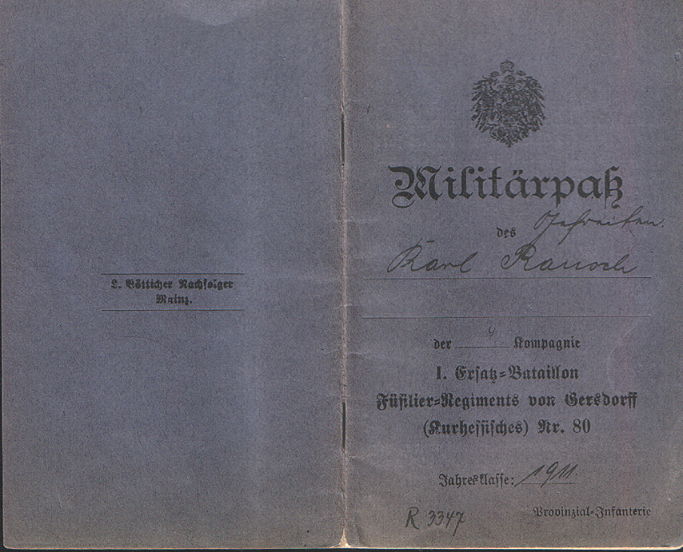 L. Bötticher Nachfolger
Mainz.
Militärpaß
des Gefreiten
Karl Rausch
der 4 Kompagnie
I. Ersatz-Bataillon
Füsilier-Regiments von Gersdorff
(Kurhessisches) Nr. 80
Jahresklasse: 1911.
R 3347
Provinzial-Infanterie